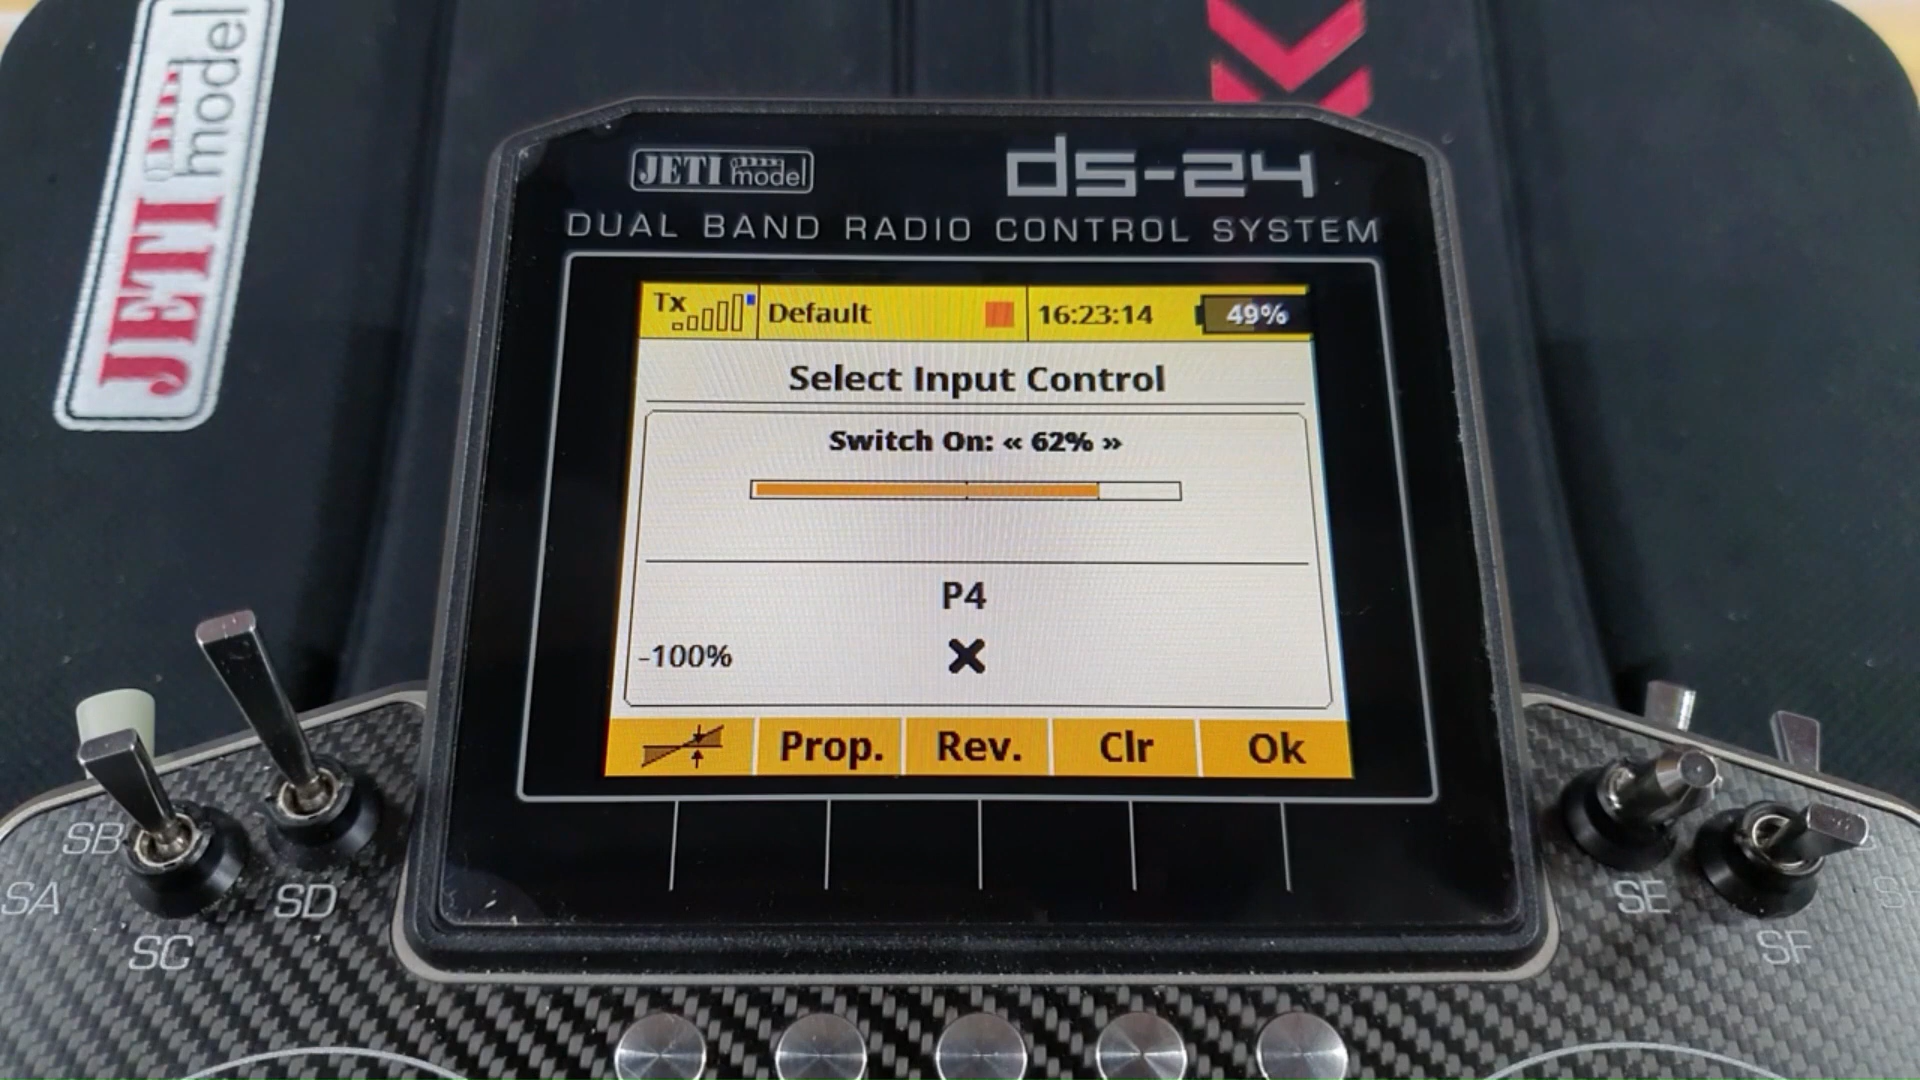 JETI model
JETI model
ds-24
DUAL BAND RADIO CONTROL SYSTEM
Tx Default 16:23:14 49%
Select Input Control
Switch On: « 62% »
P4
-100%
Prop. Rev. Clr Ok
SB
SA
SD
SC
SE
SF